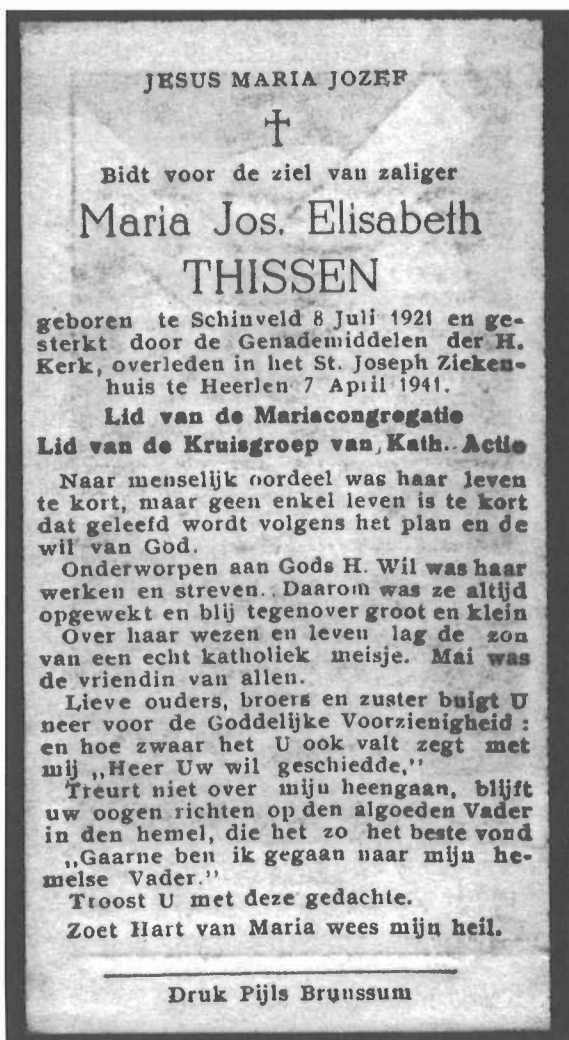 JESUS MARIA JOZEF
Bidt voor de ziel van zaliger
Maria Jos. Elisabeth
THISSEN
geboren te Schinveld 8 Juli 1921 en ge-
sterkt door de Genademiddelen der H.
Kerk, overleden in het St. Joseph Zieken-
huis te Heerlen 7 April 1941.
Lid van de Mariacongregatie
Lid van de Kruisgroep van Kath. Actie
Naar menselijk oordeel was haar leven
te kort, maar geen enkel leven is te kort
dat geleefd wordt volgens het plan en de
wil van God.
Onderworpen aan Gods H. Wil was haar
werken en streven. Daarom was ze altijd
opgewekt en blij tegenover groot en klein
Over haar wezen en leven lag de zon
van een echt katholiek meisje. Mai was
de vriendin van allen.
Lieve ouders, broers en zuster buigt U
neer voor de Goddelijke Voorzienigheid :
en hoe zwaar het U ook valt zegt met
mij „Heer Uw wil geschiedde,"
Treurt niet over mijn heengaan, blijft
uw oogen richten op den algoeden Vader
in den hemel, die het zo het beste vond
„Gaarne ben ik gegaan naar mijn he-
melse Vader."
Troost U met deze gedachte.
Zoet Hart van Maria wees mijn heil.
Druk Pijls Brunssum